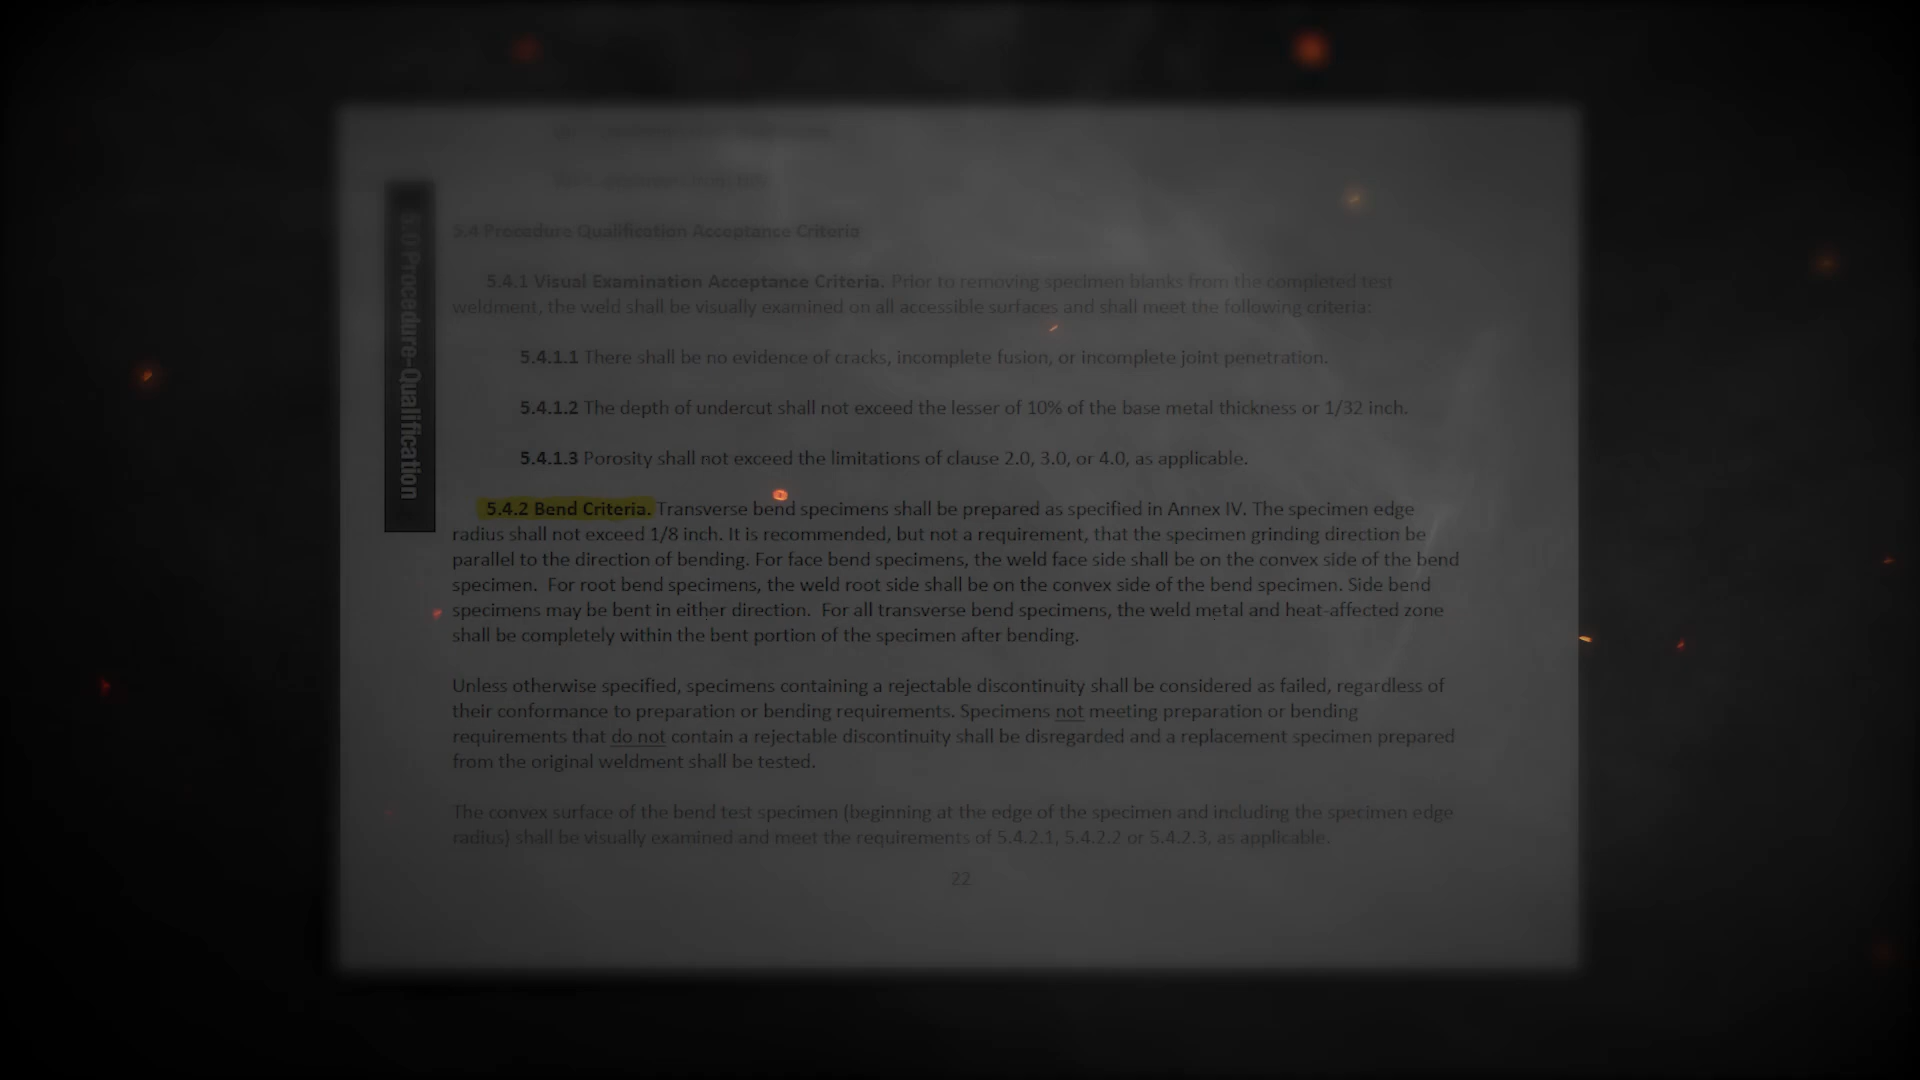 5.0 Procedure-Qualification
5.4 Procedure Qualification Acceptance Criteria
5.4.1 Visual Examination Acceptance Criteria. Prior to removing specimen blanks from the completed test
weldment, the weld shall be visually examined on all accessible surfaces and shall meet the following criteria:
5.4.1.1 There shall be no evidence of cracks, incomplete fusion, or incomplete joint penetration.
5.4.1.2 The depth of undercut shall not exceed the lesser of 10% of the base metal thickness or 1/32 inch.
5.4.1.3 Porosity shall not exceed the limitations of clause 2.0, 3.0, or 4.0, as applicable.
5.4.2 Bend Criteria. Transverse bend specimens shall be prepared as specified in Annex IV. The specimen edge
radius shall not exceed 1/8 inch. It is recommended, but not a requirement, that the specimen grinding direction be
parallel to the direction of bending. For face bend specimens, the weld face side shall be on the convex side of the bend
specimen.  For root bend specimens, the weld root side shall be on the convex side of the bend specimen. Side bend
specimens may be bent in either direction.  For all transverse bend specimens, the weld metal and heat-affected zone
shall be completely within the bent portion of the specimen after bending.
Unless otherwise specified, specimens containing a rejectable discontinuity shall be considered as failed, regardless of
their conformance to preparation or bending requirements. Specimens not meeting preparation or bending
requirements that do not contain a rejectable discontinuity shall be disregarded and a replacement specimen prepared
from the original weldment shall be tested.
The convex surface of the bend test specimen (beginning at the edge of the specimen and including the specimen edge
radius) shall be visually examined and meet the requirements of 5.4.2.1, 5.4.2.2 or 5.4.2.3, as applicable.
22